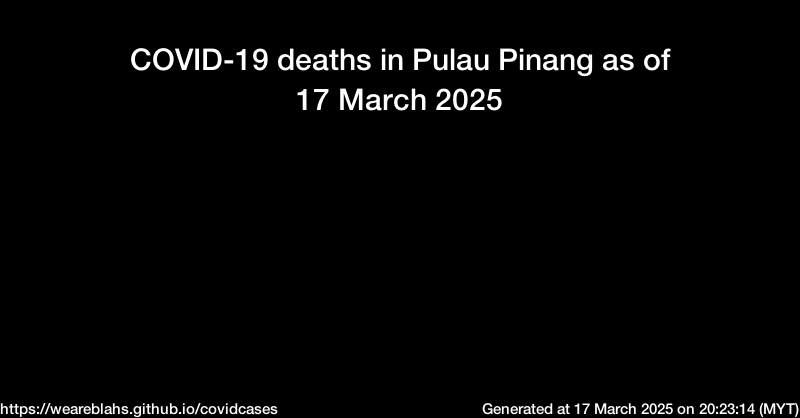 COVID-19 deaths in Pulau Pinang as of
17 March 2025
https://weareblahs.github.io/covidcases
Generated at 17 March 2025 on 20:23:14 (MYT)